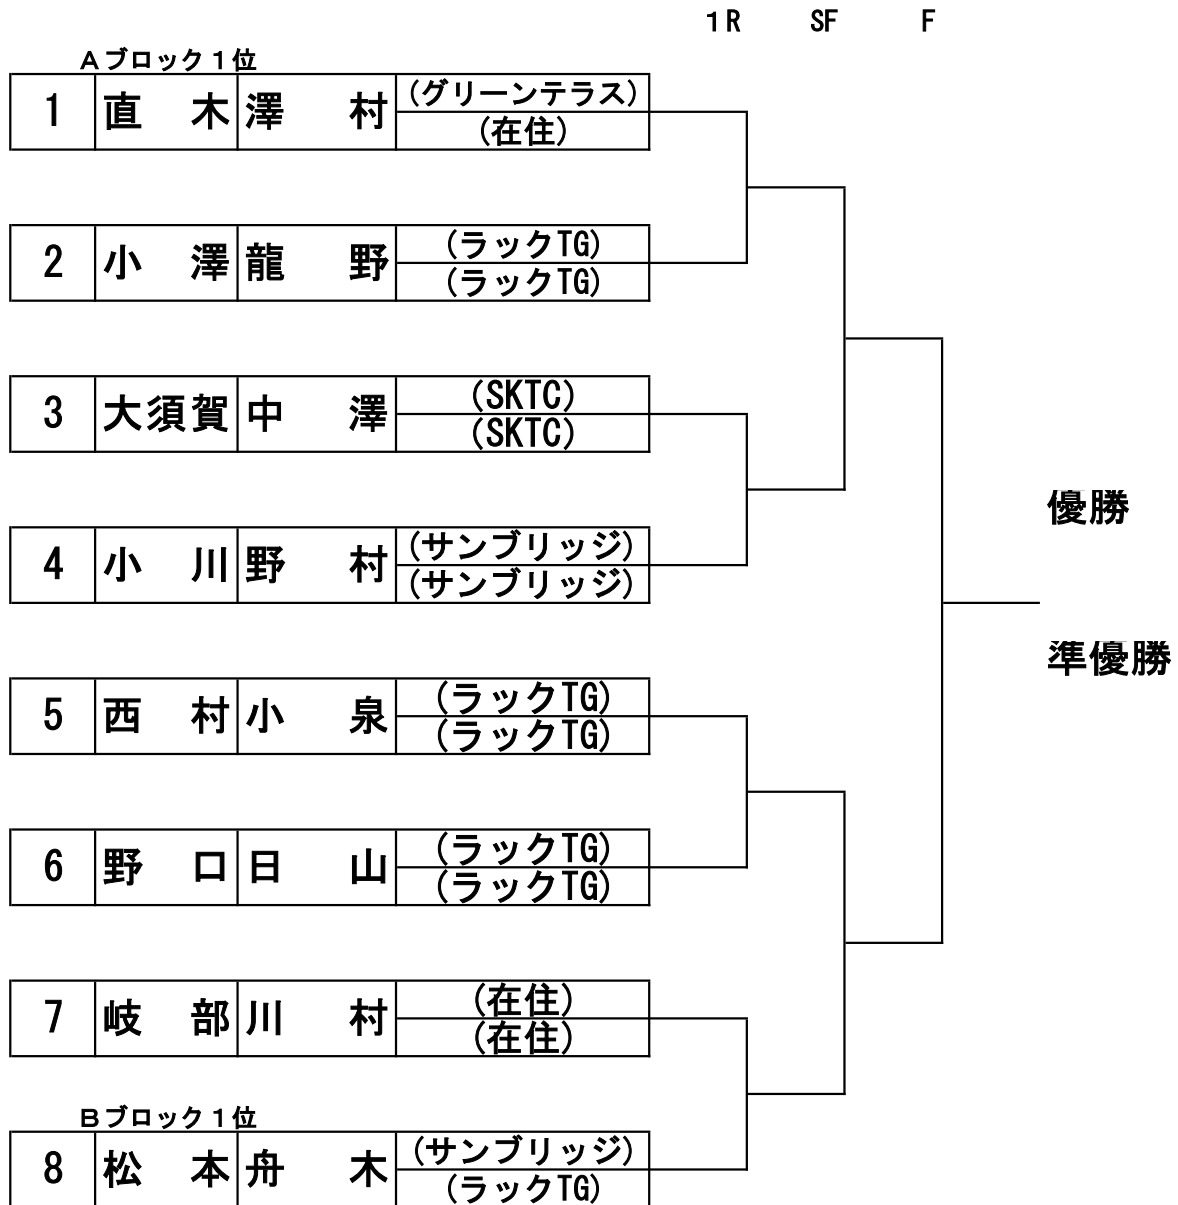 １R SF F
Aブロック１位
1 直 木 澤 村 (グリーンテラス)
(在住)
2 小 澤 龍 野 (ラックTG)
(ラックTG)
3 大須賀 中 澤 (SKTC)
(SKTC)
優勝
4 小 川 野 村 (サンブリッジ)
(サンブリッジ)
準優勝
5 西 村 小 泉 (ラックTG)
(ラックTG)
6 野 口 日 山 (ラックTG)
(ラックTG)
7 岐 部 川 村 (在住)
(在住)
Bブロック１位
8 松 本 舟 木 (サンブリッジ)
(ラックTG)